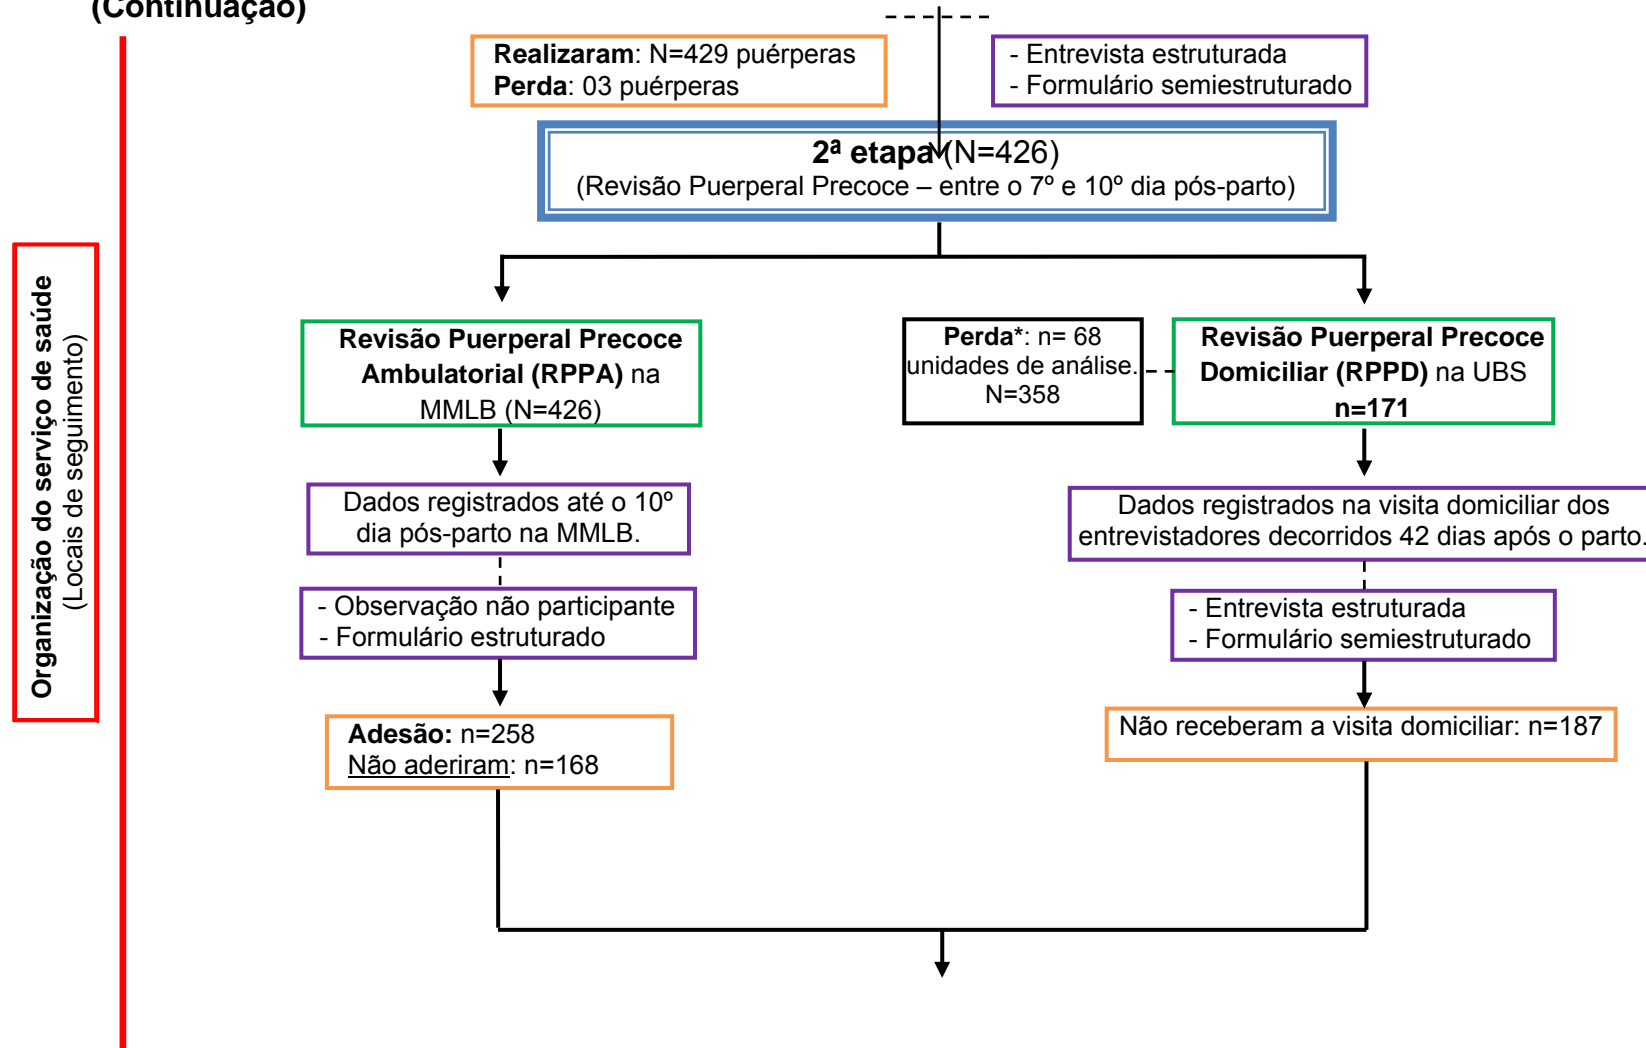 (Continuação)
Realizaram: N=429 puérperas
Perda: 03 puérperas
- Entrevista estruturada
- Formulário semiestruturado
2ª etapa (N=426)
(Revisão Puerperal Precoce – entre o 7º e 10º dia pós-parto)
Organização do serviço de saúde
(Locais de seguimento)
Revisão Puerperal Precoce
Ambulatorial (RPPA) na
MMLB (N=426)
Perda*: n= 68
unidades de análise.
N=358
Revisão Puerperal Precoce
Domiciliar (RPPD) na UBS
n=171
Dados registrados até o 10º
dia pós-parto na MMLB.
Dados registrados na visita domiciliar dos
entrevistadores decorridos 42 dias após o parto.
- Observação não participante
- Formulário estruturado
- Entrevista estruturada
- Formulário semiestruturado
Adesão: n=258
Não aderiram: n=168
Não receberam a visita domiciliar: n=187